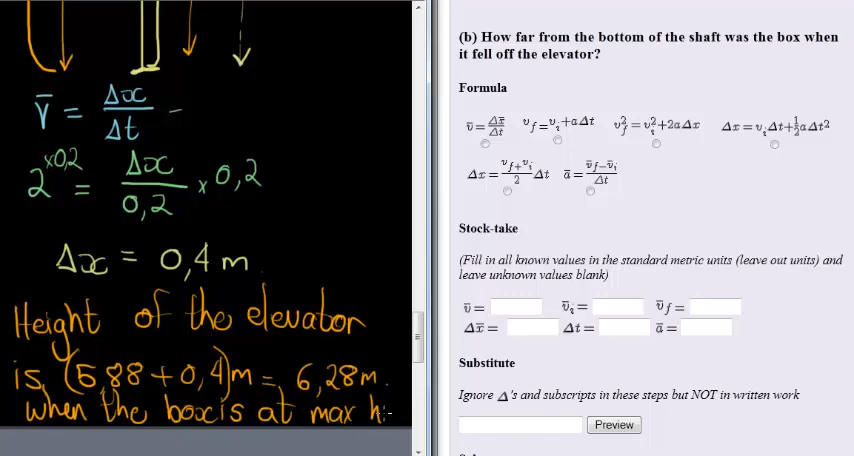 v̄ = Δx/Δt -
2 ×0,2 = Δx/0,2 × 0,2
Δx = 0,4 m
Height of the elevator
is (5,88 + 0,4)m = 6,28m.
when the box is at max h
(b) How far from the bottom of the shaft was the box when
it fell off the elevator?
Formula
v̄ = Δx̄/Δt  v_f = v_i + aΔt  v_f² = v_i² + 2aΔx  Δx = v_iΔt + ½aΔt²
Δx = (v_f + v_i)/2 Δt  ā = (v̄_f − v̄_i)/Δt
Stock-take
(Fill in all known values in the standard metric units (leave out units) and
leave unknown values blank)
v̄ = v̄_i = v̄_f =
Δx̄ = Δt = ā =
Substitute
Ignore Δ's and subscripts in these steps but NOT in written work
Preview